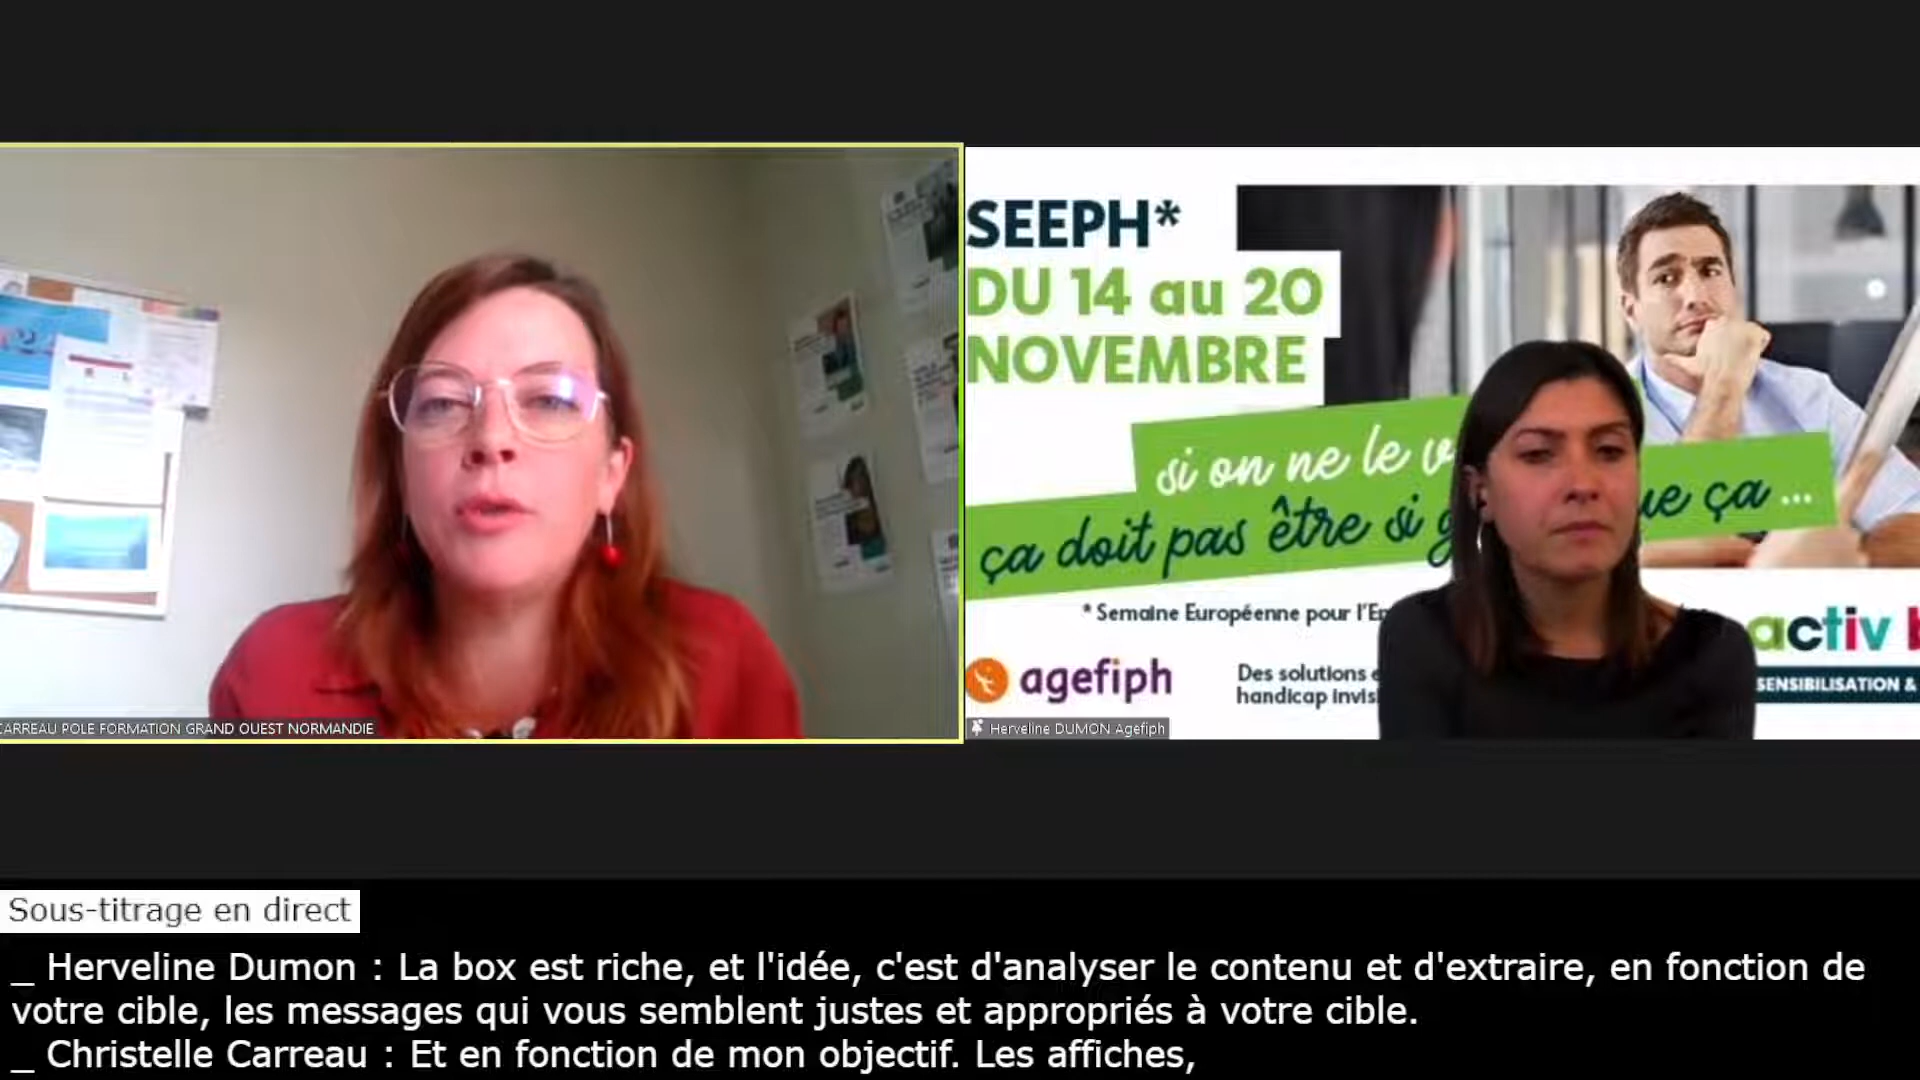 SEEPH*
DU 14 au 20
NOVEMBRE
si on ne le
ça doit pas être si
ça ...
* Semaine Européenne pour
agefiph
Des solutions
handicap
activ
SENSIBILISATION &
CARREAU POLE FORMATION GRAND OUEST NORMANDIE
Herveline DUMON Agefiph
Sous-titrage en direct
_ Herveline Dumon : La box est riche, et l'idée, c'est d'analyser le contenu et d'extraire, en fonction de
votre cible, les messages qui vous semblent justes et appropriés à votre cible.
_ Christelle Carreau : Et en fonction de mon objectif. Les affiches,